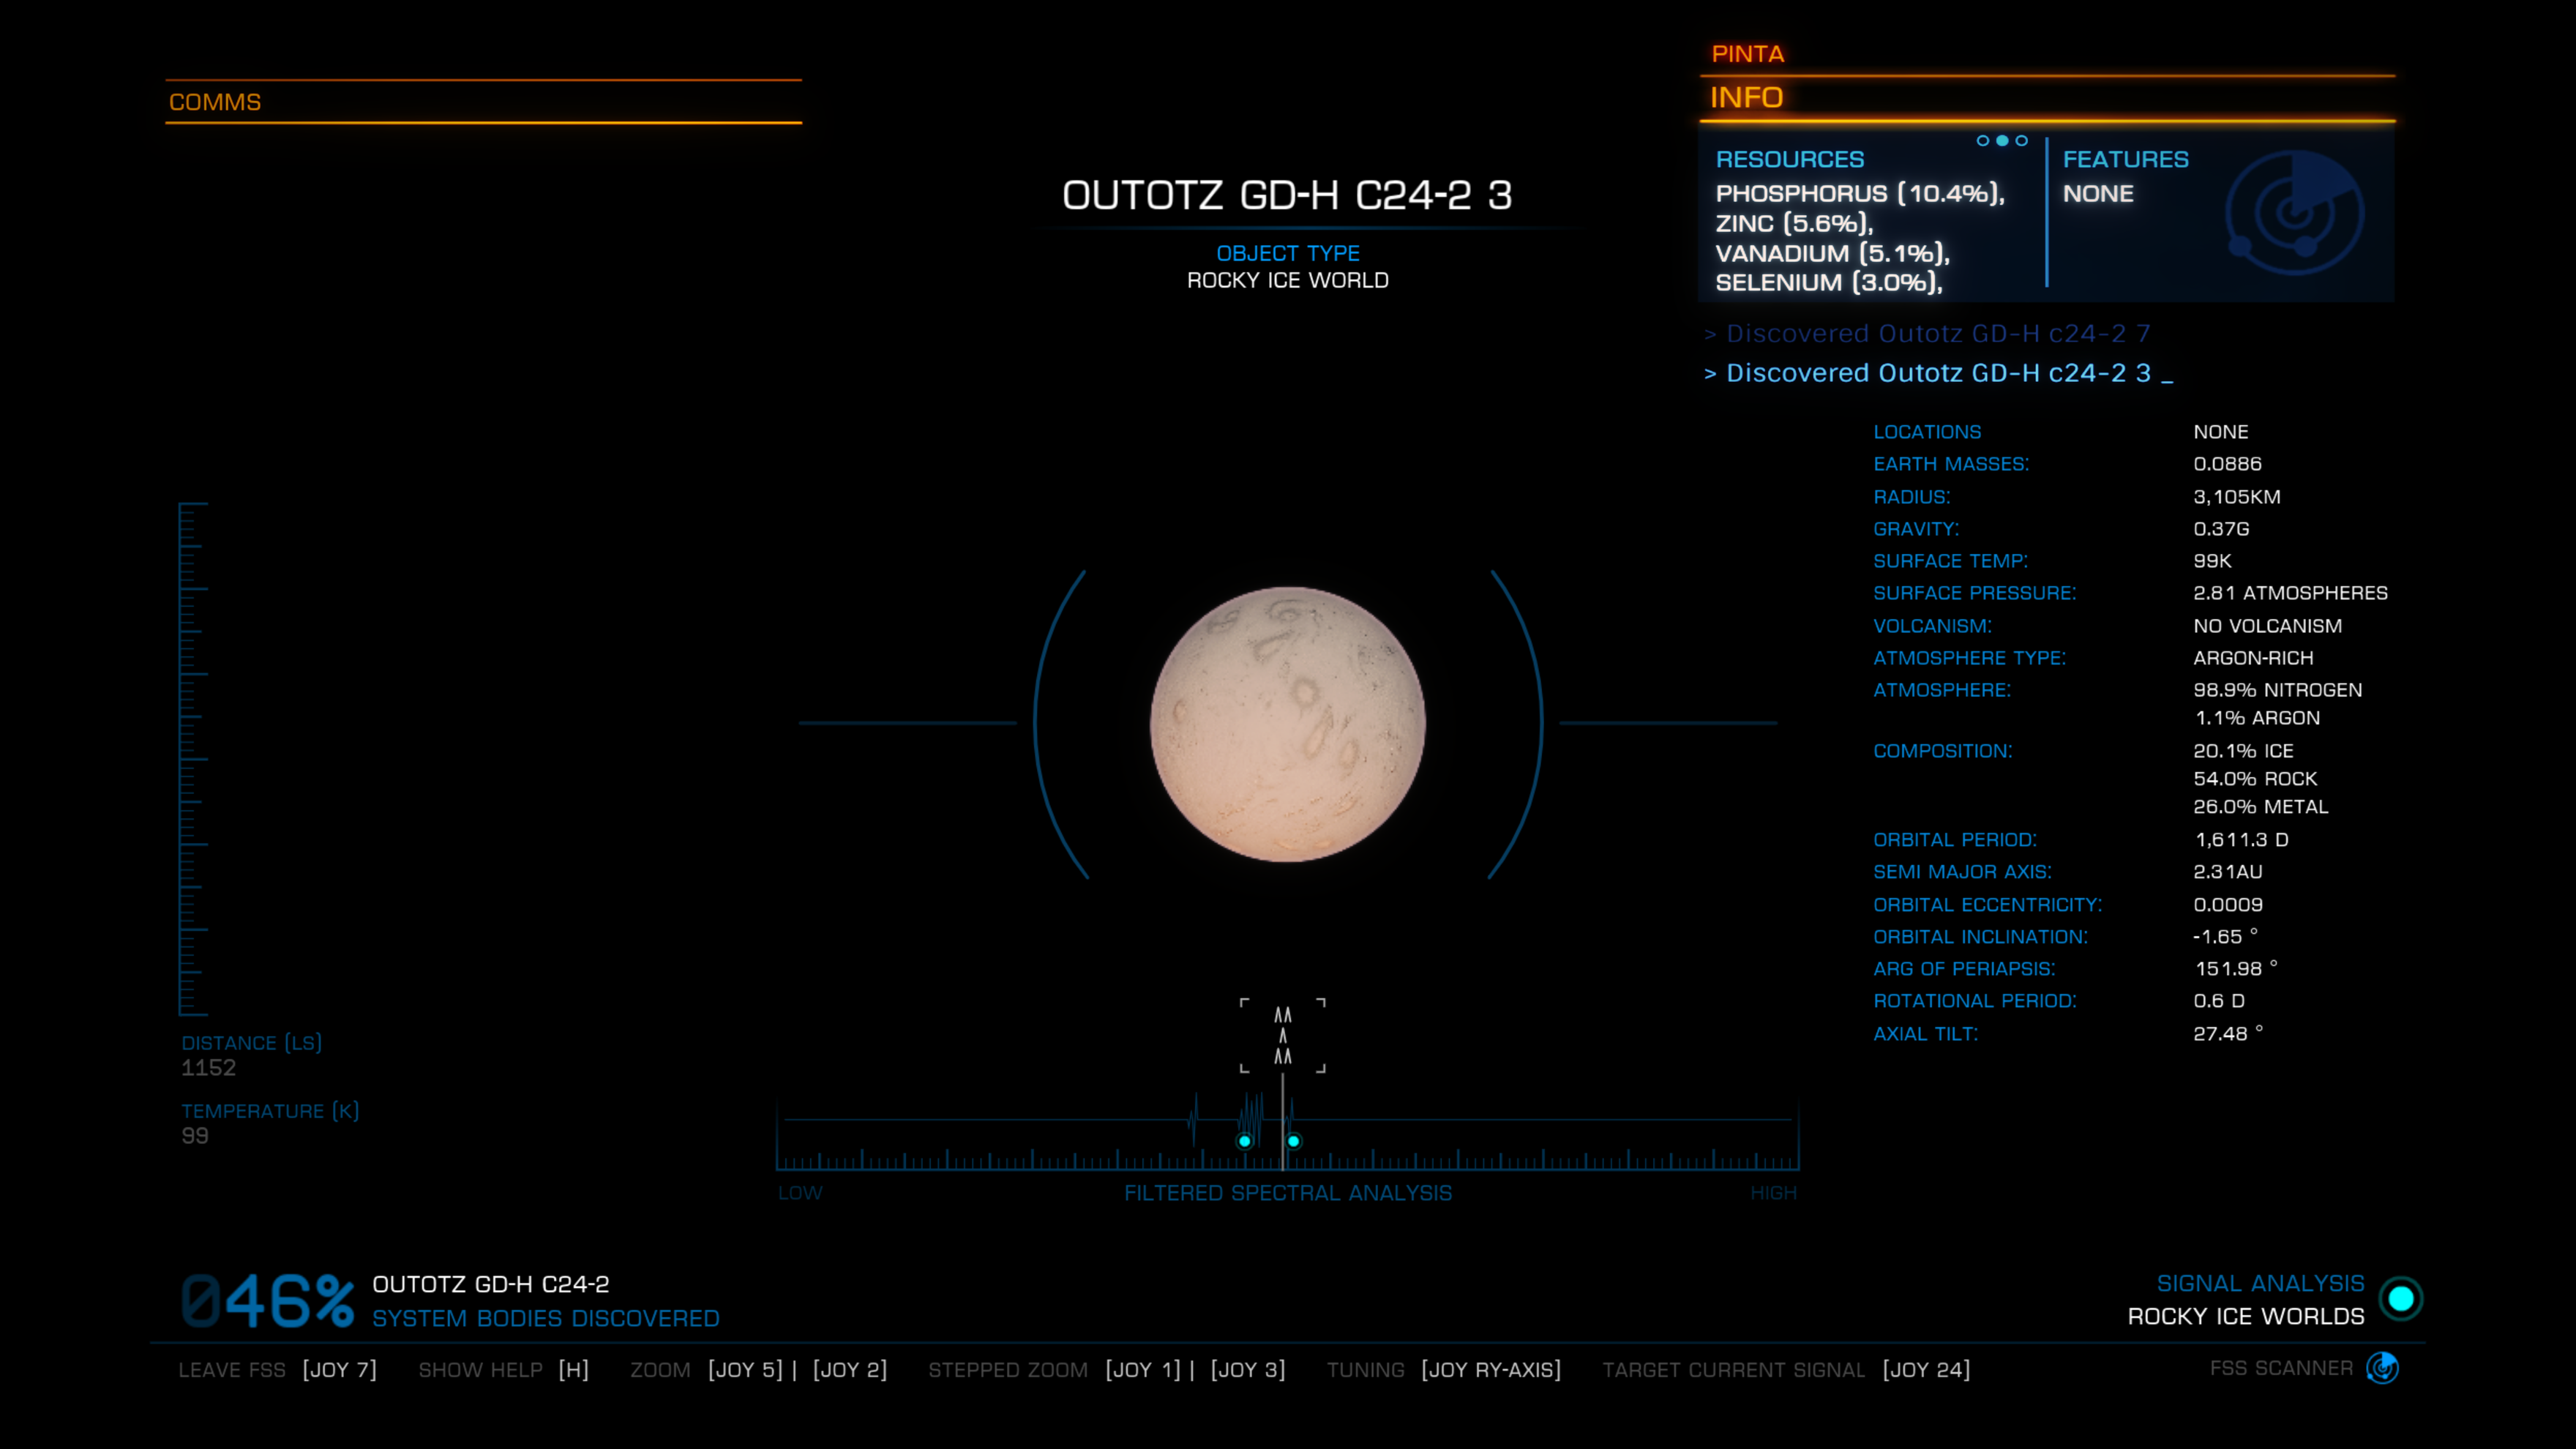 COMMS
PINTA
INFO
RESOURCES
PHOSPHORUS (10.4%),
ZINC (5.6%),
VANADIUM (5.1%),
SELENIUM (3.0%),
FEATURES
NONE
> Discovered Outotz GD-H c24-2 7
> Discovered Outotz GD-H c24-2 3 _
OUTOTZ GD-H C24-2 3
OBJECT TYPE
ROCKY ICE WORLD
LOCATIONS NONE
EARTH MASSES: 0.0886
RADIUS: 3,105KM
GRAVITY: 0.37G
SURFACE TEMP: 99K
SURFACE PRESSURE: 2.81 ATMOSPHERES
VOLCANISM: NO VOLCANISM
ATMOSPHERE TYPE: ARGON-RICH
ATMOSPHERE: 98.9% NITROGEN
1.1% ARGON
COMPOSITION: 20.1% ICE
54.0% ROCK
26.0% METAL
ORBITAL PERIOD: 1,611.3 D
SEMI MAJOR AXIS: 2.31AU
ORBITAL ECCENTRICITY: 0.0009
ORBITAL INCLINATION: -1.65 °
ARG OF PERIAPSIS: 151.98 °
ROTATIONAL PERIOD: 0.6 D
AXIAL TILT: 27.48 °
DISTANCE (LS)
1152
TEMPERATURE (K)
99
LOW FILTERED SPECTRAL ANALYSIS HIGH
046% OUTOTZ GD-H C24-2
SYSTEM BODIES DISCOVERED
SIGNAL ANALYSIS
ROCKY ICE WORLDS
LEAVE FSS [JOY 7] SHOW HELP [H] ZOOM [JOY 5] | [JOY 2] STEPPED ZOOM [JOY 1] | [JOY 3] TUNING [JOY RY-AXIS] TARGET CURRENT SIGNAL [JOY 24] FSS SCANNER